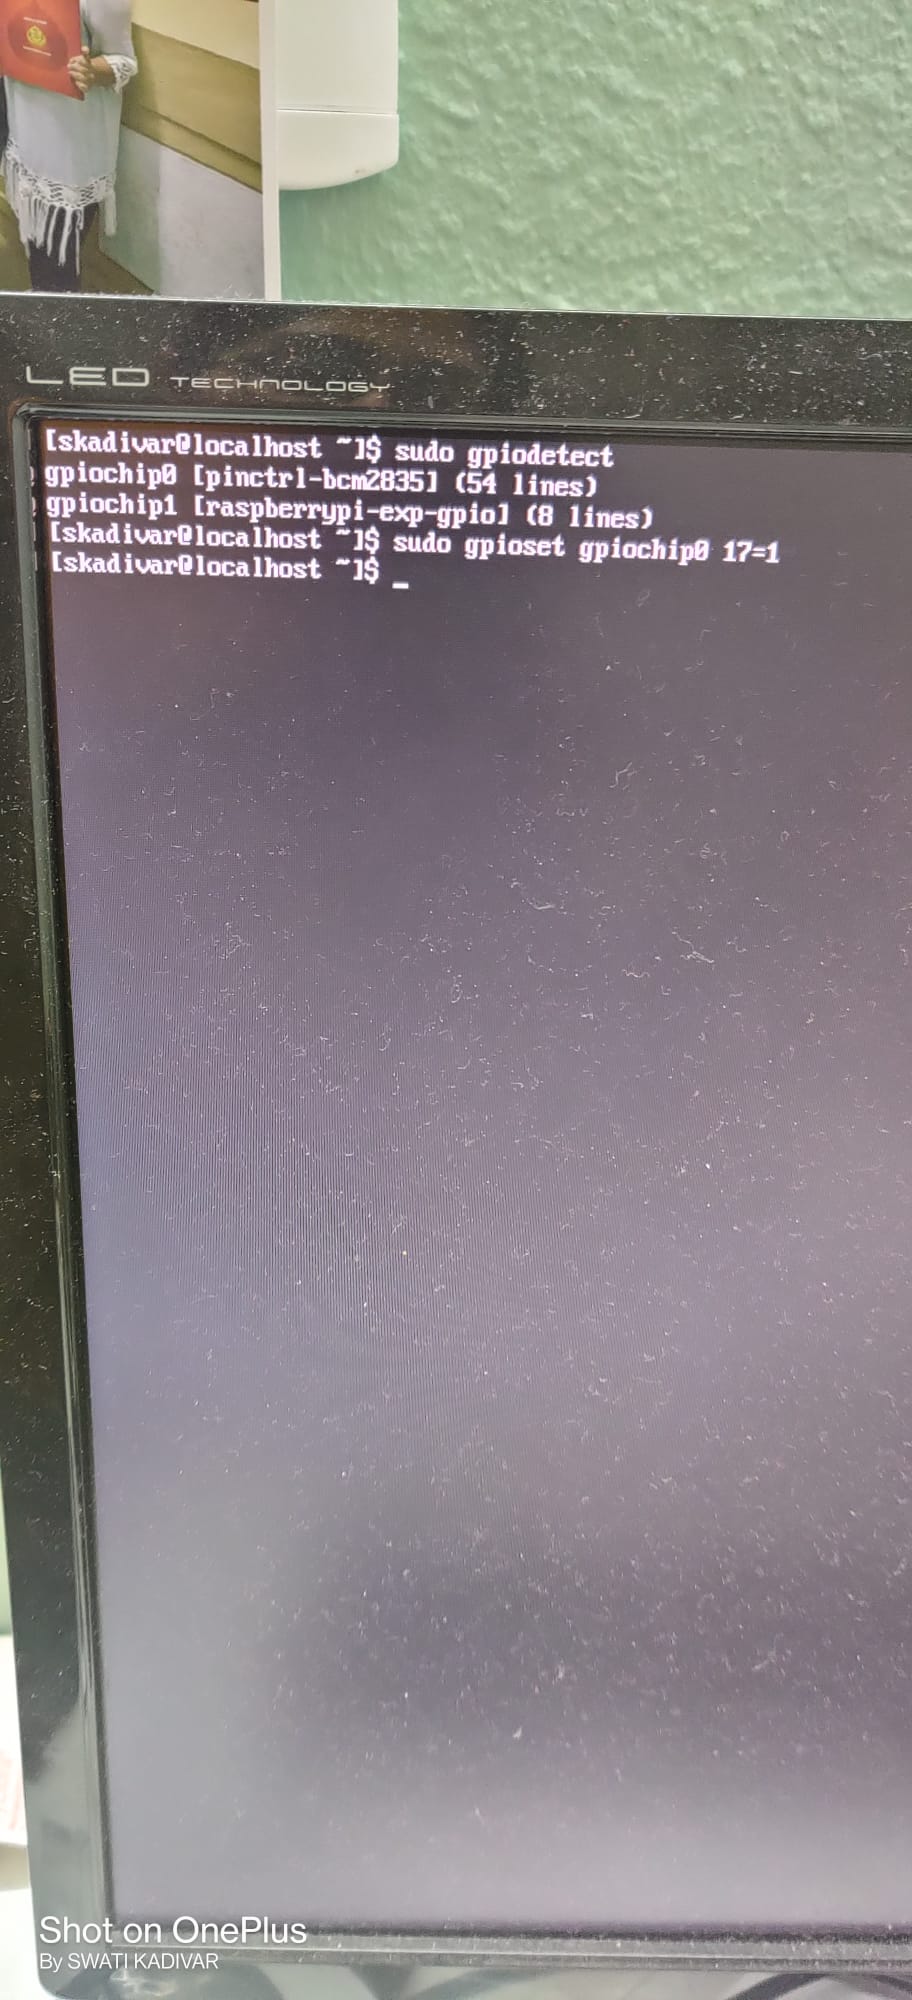 LED TECHNOLOGY
[skadivar@localhost ~]$ sudo gpiodetect
gpiochip0 [pinctrl-bcm2835] (54 lines)
gpiochip1 [raspberrypi-exp-gpio] (8 lines)
[skadivar@localhost ~]$ sudo gpioset gpiochip0 17=1
[skadivar@localhost ~]$ _
Shot on OnePlus
By SWATI KADIVAR